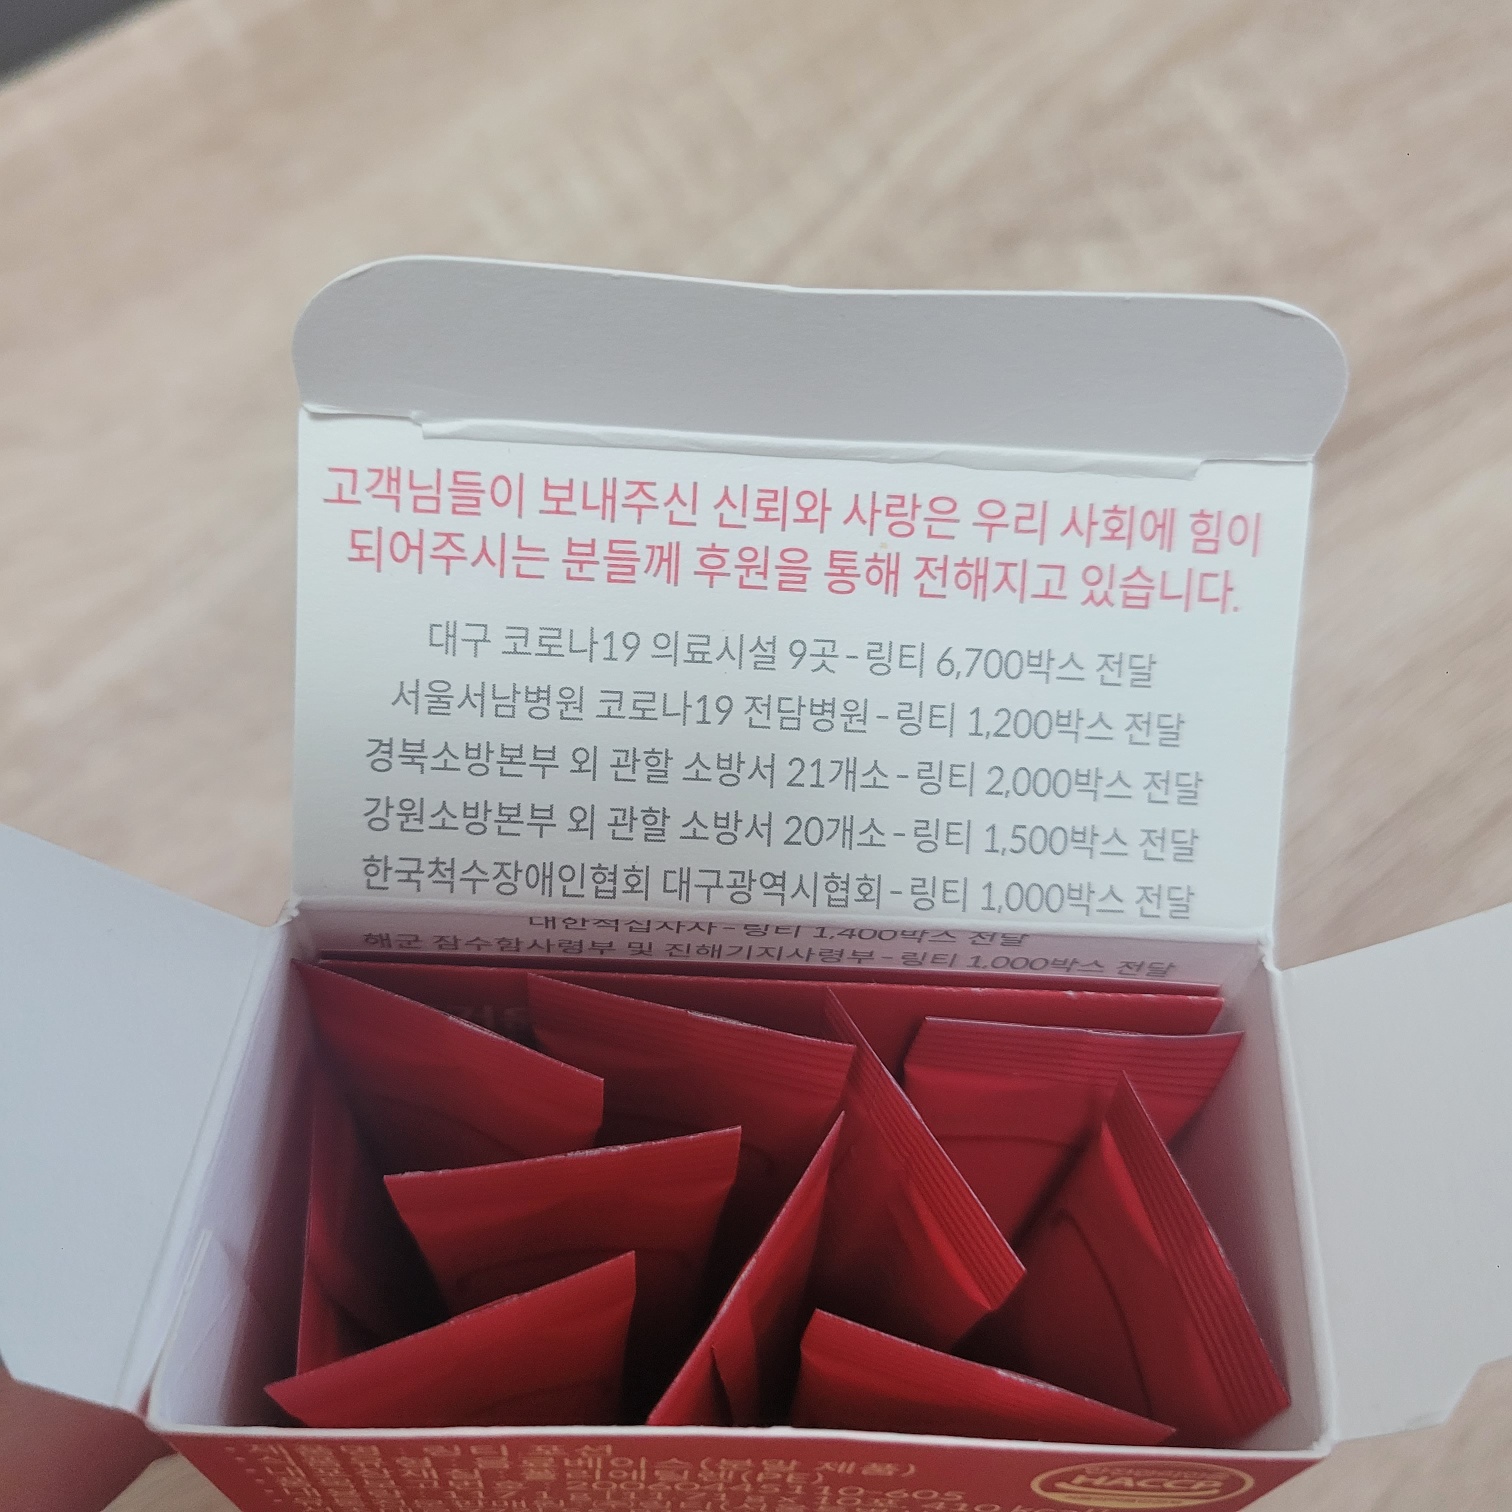 고객님들이 보내주신 신뢰와 사랑은 우리 사회에 힘이
되어주시는 분들께 후원을 통해 전해지고 있습니다.
대구 코로나19 의료시설 9곳-링티 6,700박스 전달
서울서남병원 코로나19 전담병원-링티 1,200박스 전달
경북소방본부 외 관할 소방서 21개소-링티 2,000박스 전달
강원소방본부 외 관할 소방서 20개소-링티 1,500박스 전달
한국척수장애인협회 대구광역시협회-링티 1,000박스 전달
대한적십자사-링티 1,400박스 전달
해군 잠수함사령부 및 진해기지사령부-링티 1,000박스 전달
HACCP